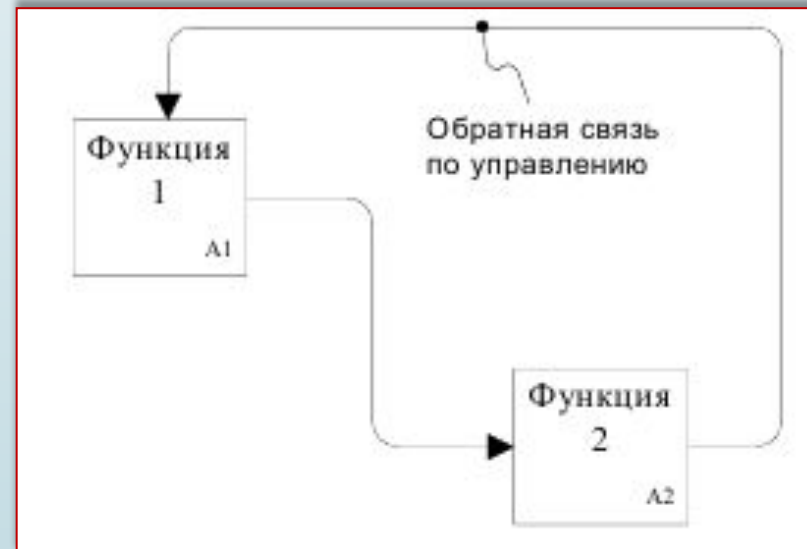 Обратная связь
по управлению
Функция
1
A1
Функция
2
A2